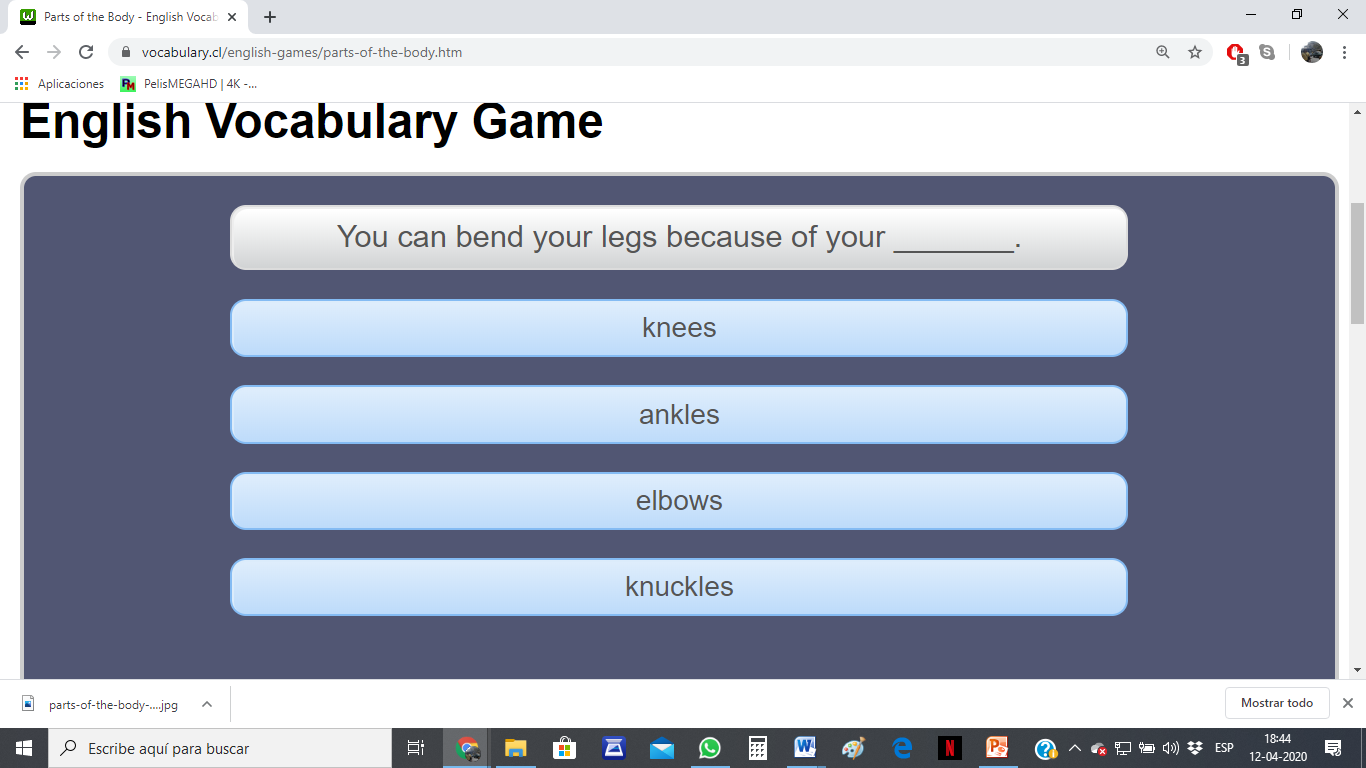 Parts of the Body - English Vocab
vocabulary.cl/english-games/parts-of-the-body.htm
3
Aplicaciones
PelisMEGAHD | 4K -...
English Vocabulary Game
You can bend your legs because of your _______.
knees
ankles
elbows
knuckles
parts-of-the-body-....jpg
Mostrar todo
Escribe aquí para buscar
ESP
18:44
12-04-2020